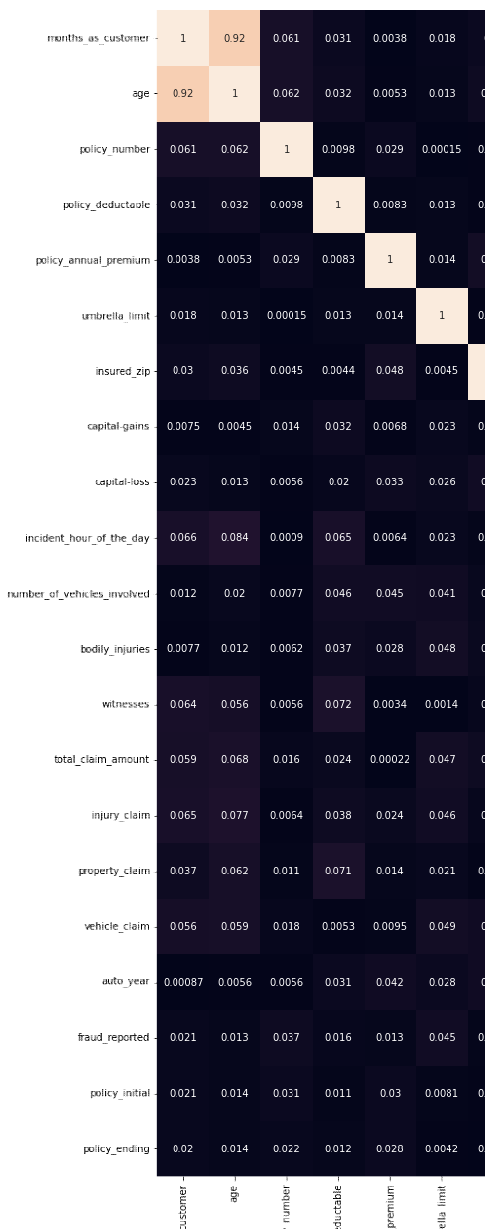 months_as_customer 1 0.92 0.061 0.031 0.0038 0.018
age 0.92 1 0.062 0.032 0.0053 0.013
policy_number 0.061 0.062 1 0.0098 0.029 0.00015
policy_deductable 0.031 0.032 0.0098 1 0.0083 0.013
policy_annual_premium 0.0038 0.0053 0.029 0.0083 1 0.014
umbrella_limit 0.018 0.013 0.00015 0.013 0.014 1
insured_zip 0.03 0.036 0.0045 0.0044 0.048 0.0045
capital-gains 0.0075 0.0045 0.014 0.032 0.0068 0.023
capital-loss 0.023 0.013 0.0056 0.02 0.033 0.026
incident_hour_of_the_day 0.066 0.084 0.0009 0.065 0.0064 0.023
number_of_vehicles_involved 0.012 0.02 0.0077 0.046 0.045 0.041
bodily_injuries 0.0077 0.012 0.0062 0.037 0.028 0.048
witnesses 0.064 0.056 0.0056 0.072 0.0034 0.0014
total_claim_amount 0.059 0.068 0.016 0.024 0.00022 0.047
injury_claim 0.065 0.077 0.0064 0.038 0.024 0.046
property_claim 0.037 0.062 0.011 0.071 0.014 0.021
vehicle_claim 0.056 0.059 0.018 0.0053 0.0095 0.049
auto_year 0.00087 0.0056 0.0056 0.031 0.042 0.028
fraud_reported 0.021 0.013 0.037 0.016 0.013 0.045
policy_initial 0.021 0.014 0.031 0.011 0.03 0.0081
policy_ending 0.02 0.014 0.022 0.012 0.028 0.0042
customer age number ductable premium ella_limit